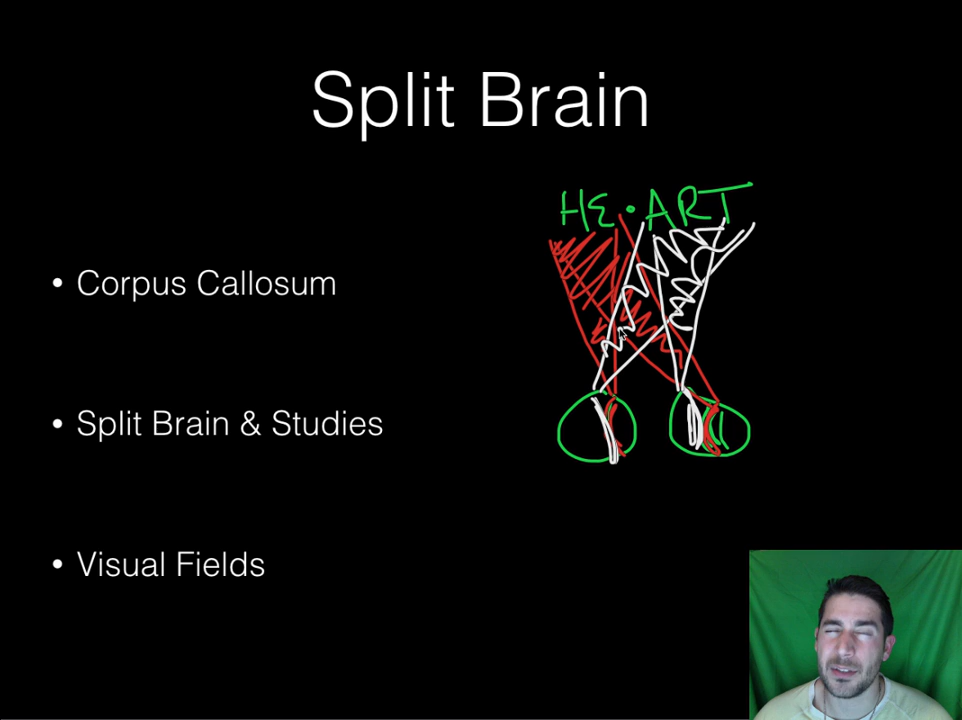 Split Brain
HE • ART
• Corpus Callosum
• Split Brain & Studies
• Visual Fields